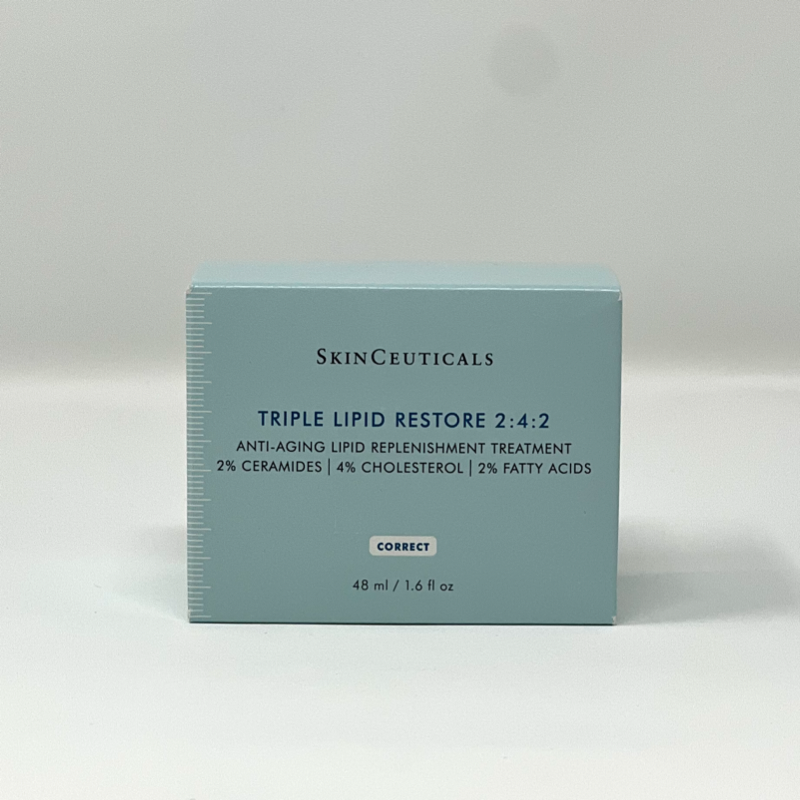 SKINCEUTICALS
TRIPLE LIPID RESTORE 2:4:2
ANTI-AGING LIPID REPLENISHMENT TREATMENT
2% CERAMIDES | 4% CHOLESTEROL | 2% FATTY ACIDS
CORRECT
48 ml / 1.6 fl oz